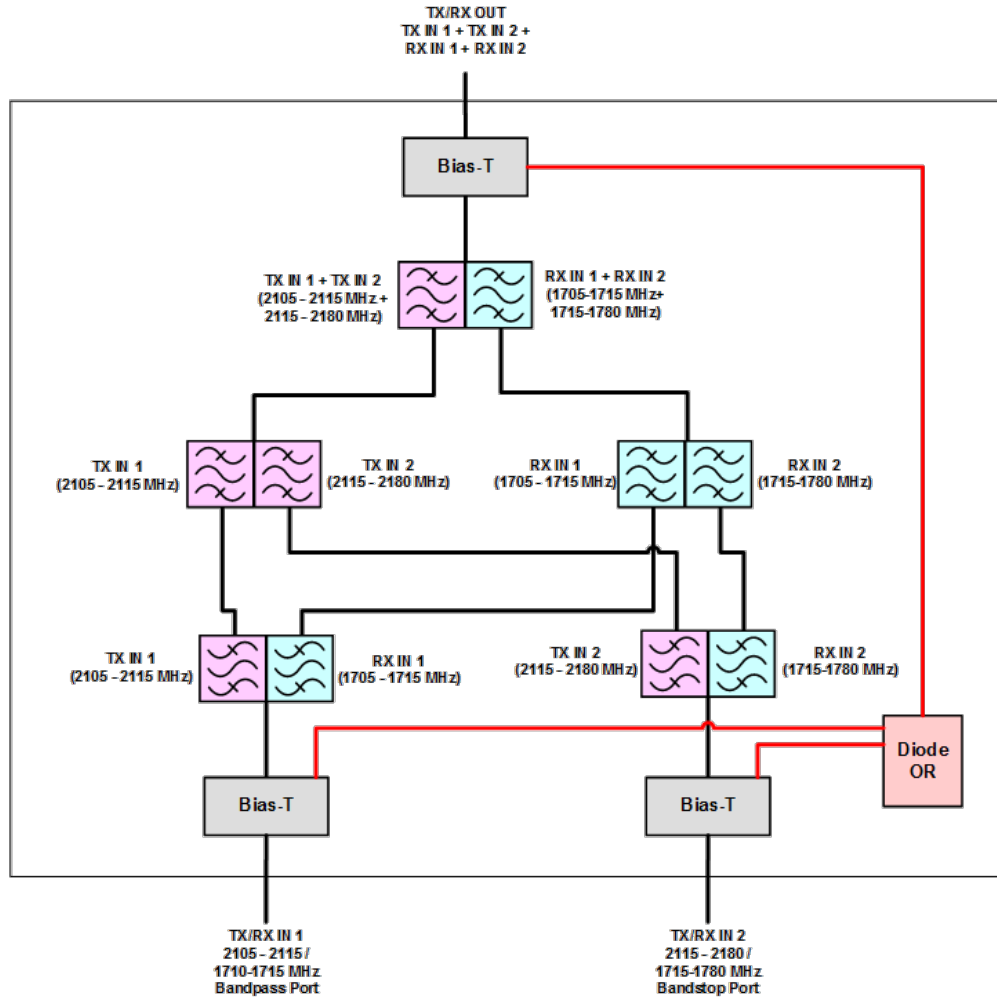 TX/RX OUT
TX IN 1 + TX IN 2 +
RX IN 1 + RX IN 2
Bias-T
TX IN 1 + TX IN 2
(2105 - 2115 MHz +
2115 - 2180 MHz)
RX IN 1 + RX IN 2
(1705-1715 MHz+
1715-1780 MHz)
TX IN 1
(2105 - 2115 MHz)
TX IN 2
(2115 - 2180 MHz)
RX IN 1
(1705 - 1715 MHz)
RX IN 2
(1715-1780 MHz)
TX IN 1
(2105 - 2115 MHz)
RX IN 1
(1705 - 1715 MHz)
TX IN 2
(2115 - 2180 MHz)
RX IN 2
(1715-1780 MHz)
Diode
OR
Bias-T
Bias-T
TX/RX IN 1
2105 - 2115 /
1710-1715 MHz
Bandpass Port
TX/RX IN 2
2115 - 2180 /
1715-1780 MHz
Bandstop Port